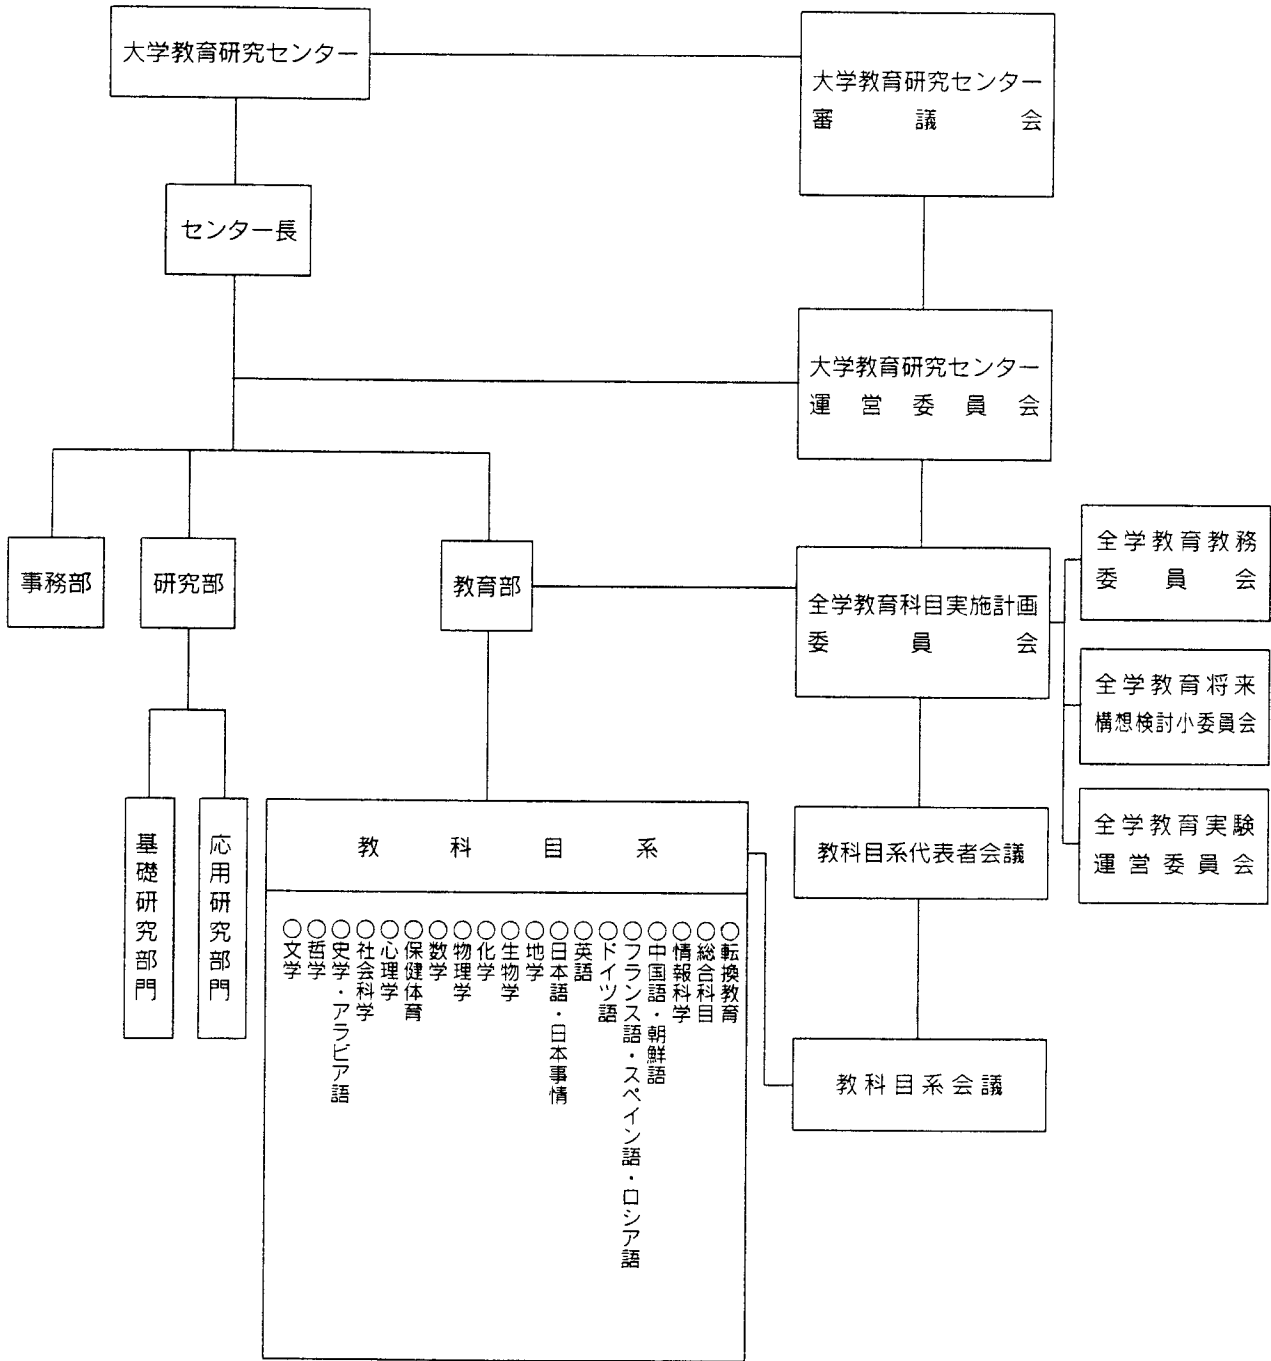 大学教育研究センター
大学教育研究センター
審議会
センター長
大学教育研究センター
運営委員会
事務部
研究部
教育部
全学教育科目実施計画
委員会
全学教育教務
委員会
全学教育将来
構想検討小委員会
全学教育実験
運営委員会
基礎研究部門
応用研究部門
教科目系
教科目系代表者会議
教科目系会議
○転換教育
○総合科目
○情報科学
○中国語・朝鮮語
○フランス語・スペイン語・ロシア語
○ドイツ語
○英語
○日本語・日本事情
○地学
○生物学
○化学
○物理学
○数学
○保健体育
○心理学
○社会科学
○史学・アラビア語
○哲学
○文学